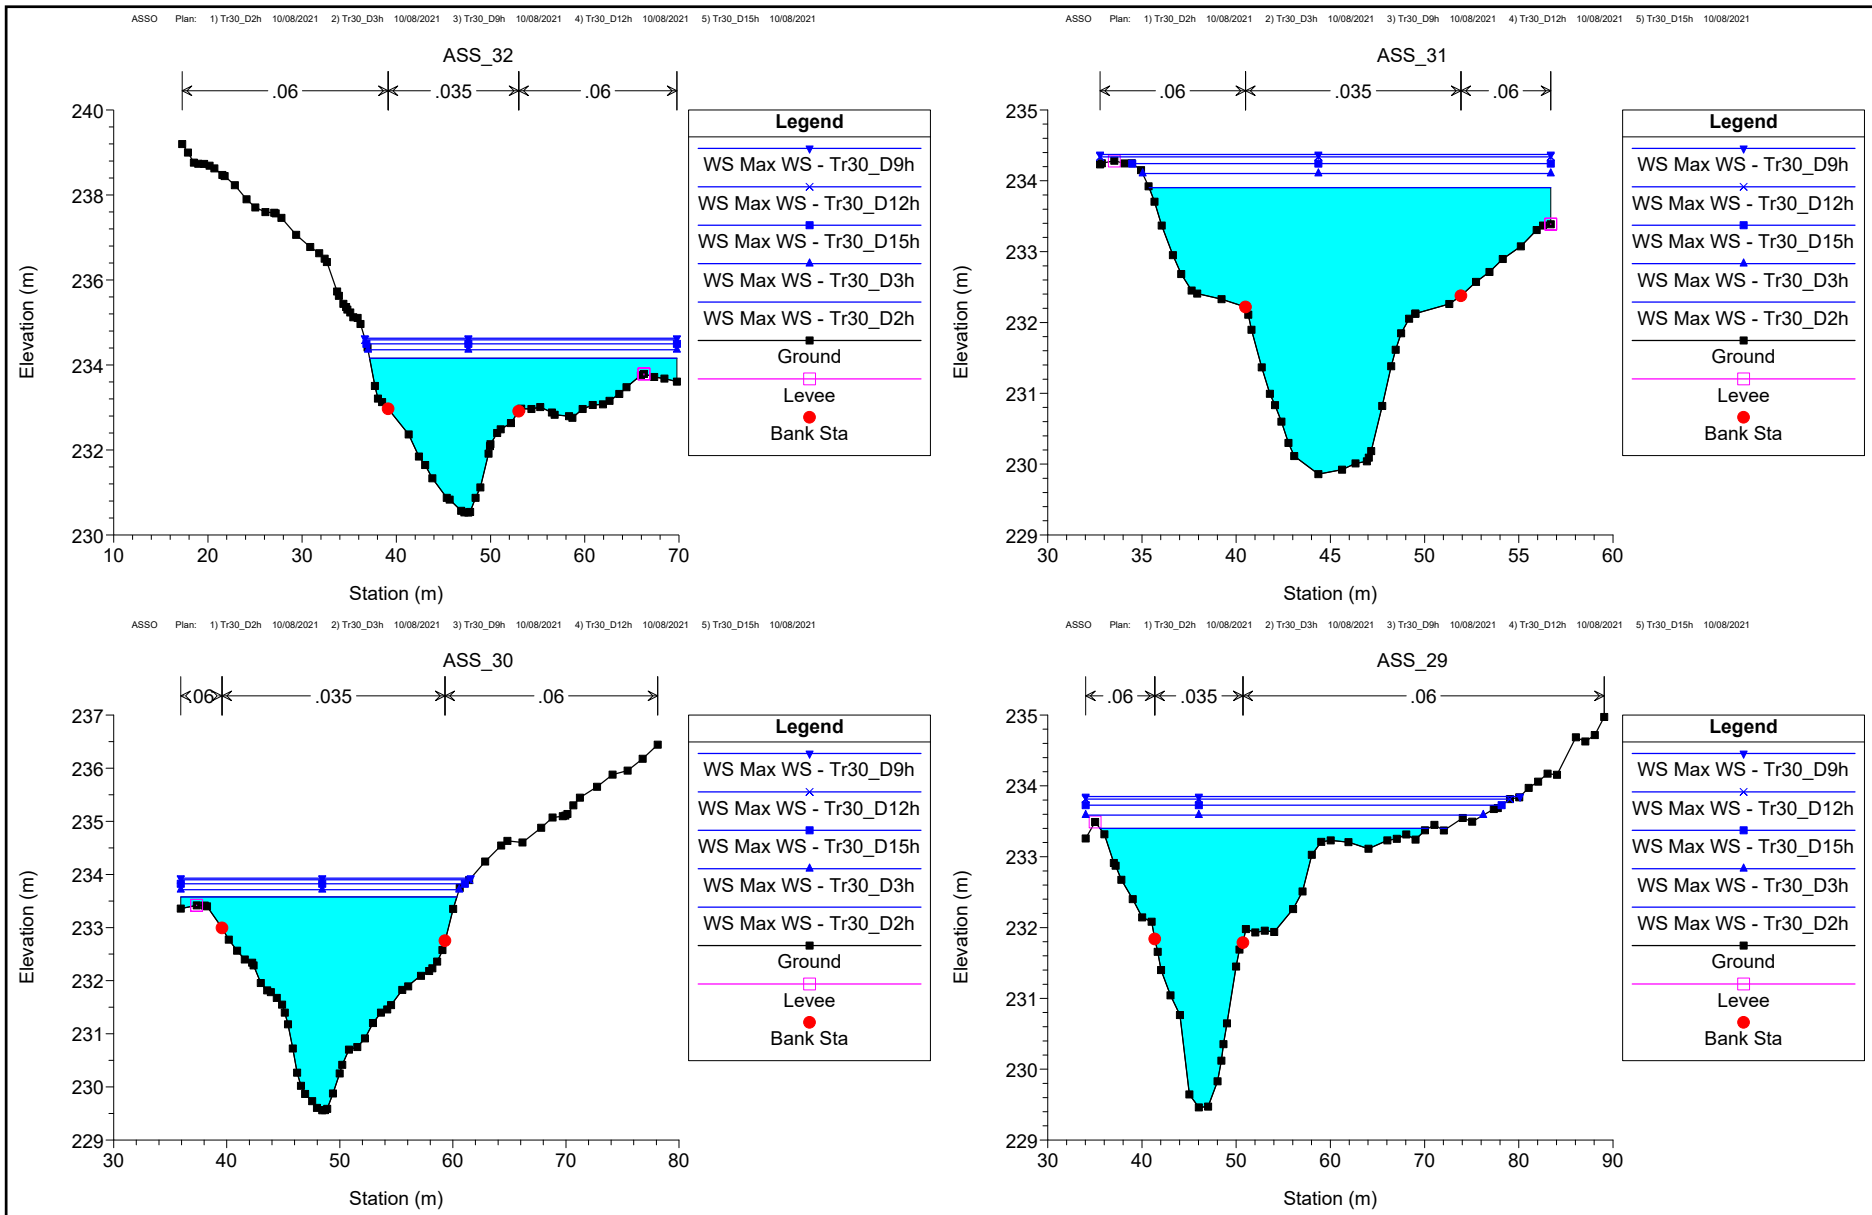 ASSO Plan: 1) Tr30_D2h 10/08/2021 2) Tr30_D3h 10/08/2021 3) Tr30_D9h 10/08/2021 4) Tr30_D12h 10/08/2021 5) Tr30_D15h 10/08/2021
ASS_32
.06 .035 .06
240
238
236
234
232
230
10 20 30 40 50 60 70
Elevation (m)
Station (m)
Legend
WS Max WS - Tr30_D9h
WS Max WS - Tr30_D12h
WS Max WS - Tr30_D15h
WS Max WS - Tr30_D3h
WS Max WS - Tr30_D2h
Ground
Levee
Bank Sta
ASSO Plan: 1) Tr30_D2h 10/08/2021 2) Tr30_D3h 10/08/2021 3) Tr30_D9h 10/08/2021 4) Tr30_D12h 10/08/2021 5) Tr30_D15h 10/08/2021
ASS_31
.06 .035 .06
235
234
233
232
231
230
229
30 35 40 45 50 55 60
Elevation (m)
Station (m)
Legend
WS Max WS - Tr30_D9h
WS Max WS - Tr30_D12h
WS Max WS - Tr30_D15h
WS Max WS - Tr30_D3h
WS Max WS - Tr30_D2h
Ground
Levee
Bank Sta
ASSO Plan: 1) Tr30_D2h 10/08/2021 2) Tr30_D3h 10/08/2021 3) Tr30_D9h 10/08/2021 4) Tr30_D12h 10/08/2021 5) Tr30_D15h 10/08/2021
ASS_30
.06 .035 .06
237
236
235
234
233
232
231
230
229
30 40 50 60 70 80
Elevation (m)
Station (m)
Legend
WS Max WS - Tr30_D9h
WS Max WS - Tr30_D12h
WS Max WS - Tr30_D15h
WS Max WS - Tr30_D3h
WS Max WS - Tr30_D2h
Ground
Levee
Bank Sta
ASSO Plan: 1) Tr30_D2h 10/08/2021 2) Tr30_D3h 10/08/2021 3) Tr30_D9h 10/08/2021 4) Tr30_D12h 10/08/2021 5) Tr30_D15h 10/08/2021
ASS_29
.06 .035 .06
235
234
233
232
231
230
229
30 40 50 60 70 80 90
Elevation (m)
Station (m)
Legend
WS Max WS - Tr30_D9h
WS Max WS - Tr30_D12h
WS Max WS - Tr30_D15h
WS Max WS - Tr30_D3h
WS Max WS - Tr30_D2h
Ground
Levee
Bank Sta